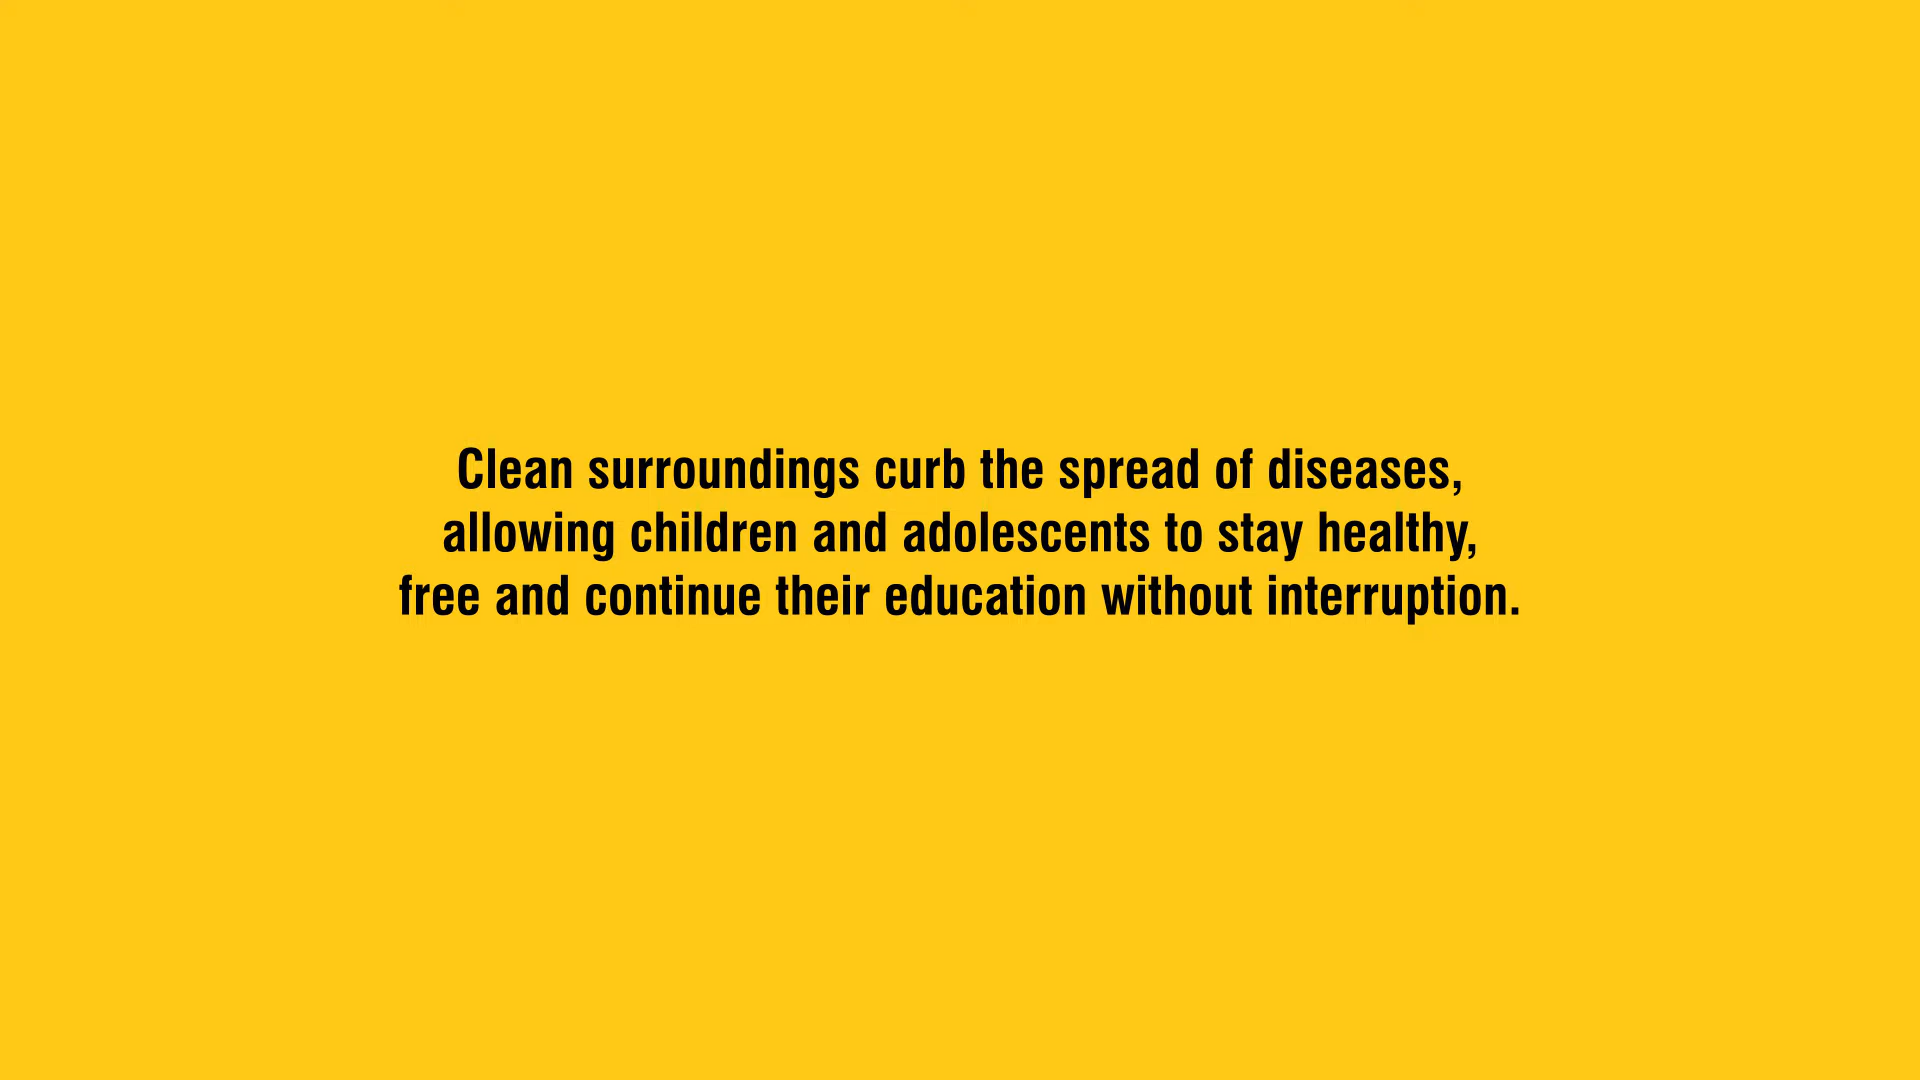 Clean surroundings curb the spread of diseases,
allowing children and adolescents to stay healthy,
free and continue their education without interruption.